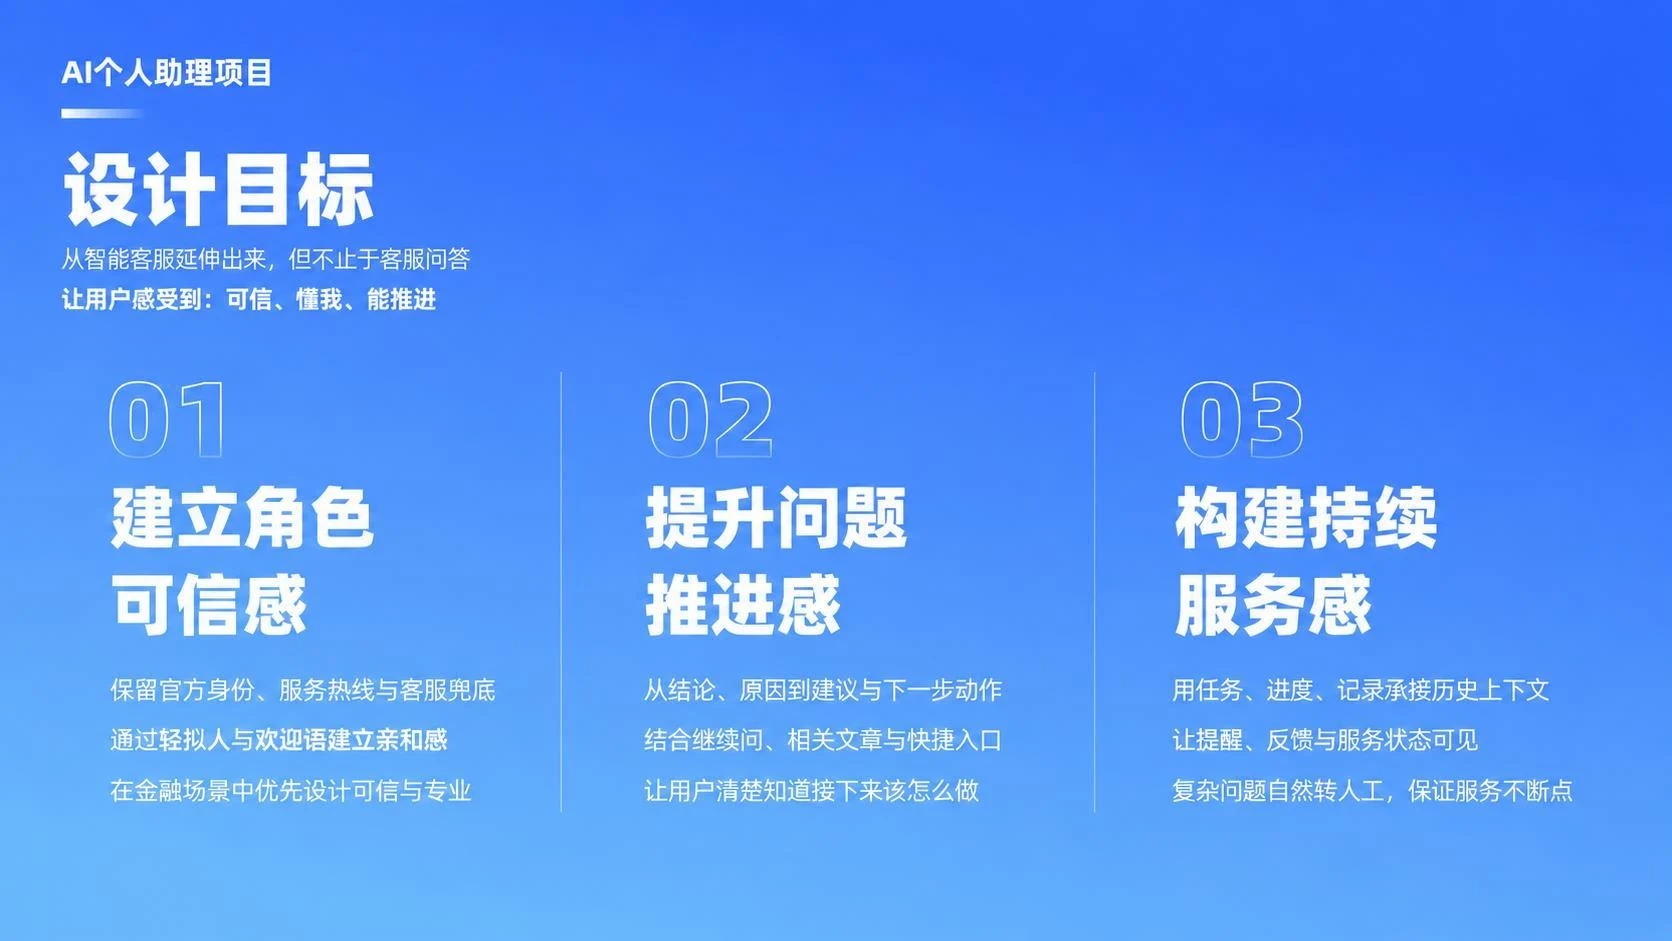 AI个人助理项目
设计目标
从智能客服延伸出来，但不止于客服问答
让用户感受到：可信、懂我、能推进
01
建立角色
可信感
保留官方身份、服务热线与客服兜底
通过轻拟人与欢迎语建立亲和感
在金融场景中优先设计可信与专业
02
提升问题
推进感
从结论、原因到建议与下一步动作
结合继续问、相关文章与快捷入口
让用户清楚知道接下来该怎么做
03
构建持续
服务感
用任务、进度、记录承接历史上下文
让提醒、反馈与服务状态可见
复杂问题自然转人工，保证服务不断点